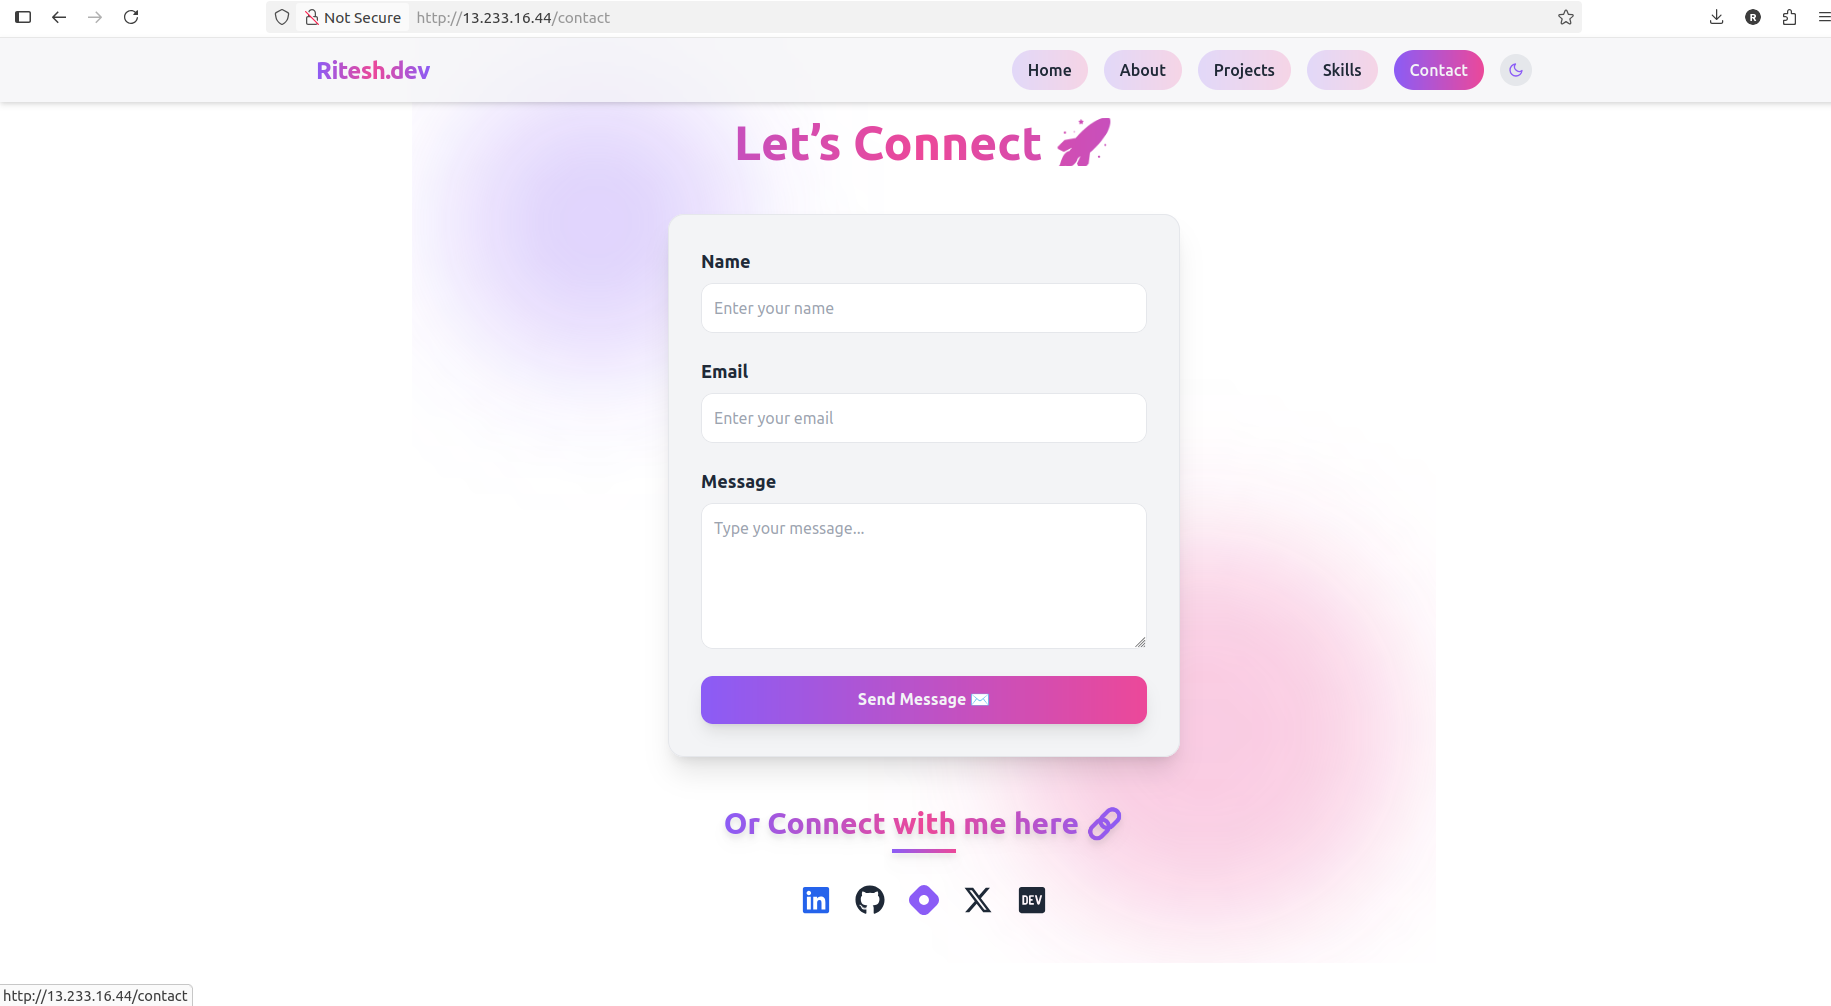 Not Secure http://13.233.16.44/contact
R
Ritesh.dev Home About Projects Skills Contact
Let’s Connect 🚀
Name
Enter your name
Email
Enter your email
Message
Type your message...
Send Message ✉️
Or Connect with me here 🔗
in X DEV
http://13.233.16.44/contact